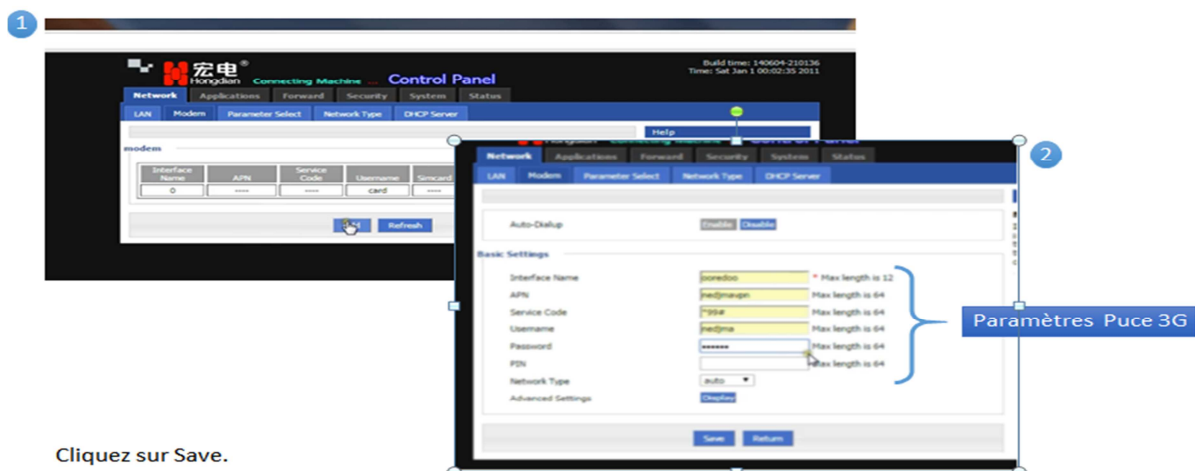 1
宏电®
Hongdian Connecting Machine ... Control Panel
Build time: 140604-210136
Time: Sat Jan 1 00:02:35 2011
Network Applications Forward Security System Status
LAN Modem Parameter Select Network Type DHCP Server
Help
modem
Interface Name APN Service Code Username Simcard
0 ---- ---- card ----
Refresh
2
Network Applications Forward Security System Status
LAN Modem Parameter Select Network Type DHCP Server
Auto-Dialup Enable Disable
Basic Settings
Interface Name ooredoo * Max length is 12
APN nedjmavpn Max length is 64
Service Code *99# Max length is 64
Username nedjma Max length is 64
Password •••••• Max length is 64
PIN Max length is 64
Network Type auto
Advanced Settings Display
Save Return
Paramètres Puce 3G
Cliquez sur Save.